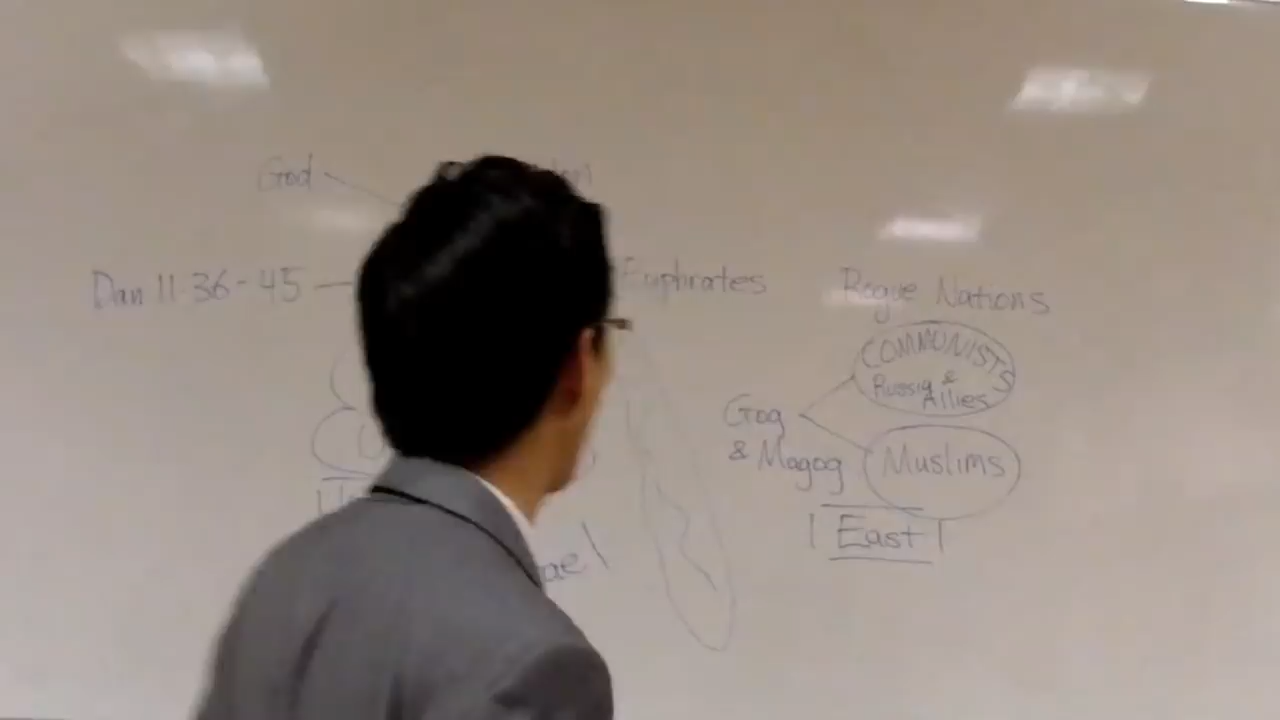 God
Dan 11:36-45
Euphrates
Rogue Nations
COMMUNISTS
Russia &
Allies
Gog
& Magog
Muslims
East